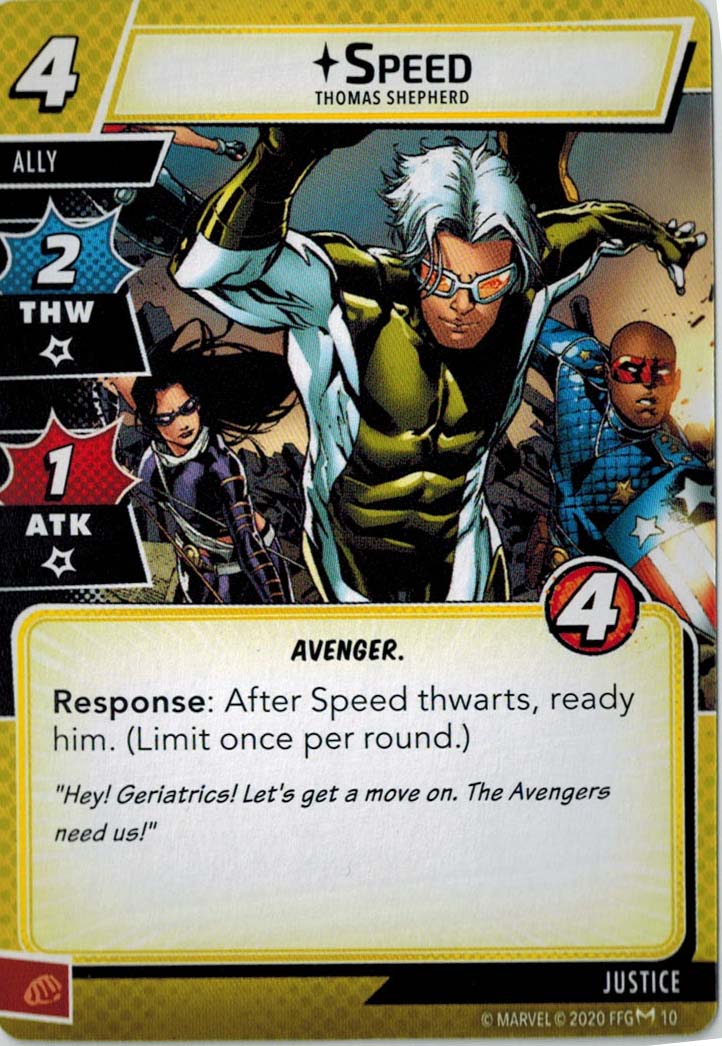 4
SPEED
THOMAS SHEPHERD
ALLY
2
THW
1
ATK
4
AVENGER.
Response: After Speed thwarts, ready
him. (Limit once per round.)
"Hey! Geriatrics! Let's get a move on. The Avengers
need us!"
JUSTICE
© MARVEL © 2020 FFG 10